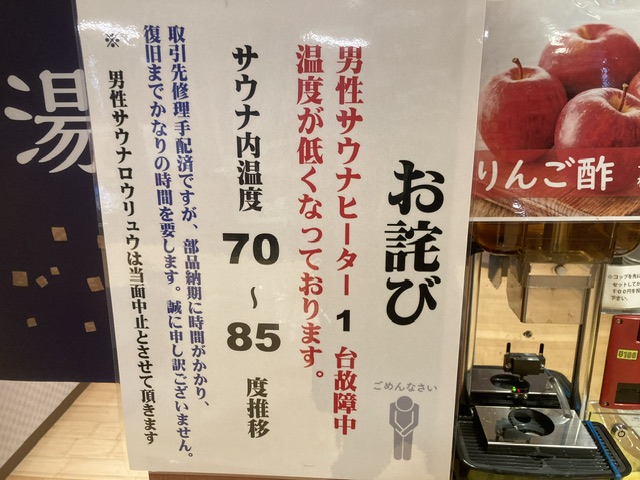 お詫び
ごめんなさい
男性サウナヒーター1台故障中
温度が低くなっております。
サウナ内温度 70～85 度推移
取引先修理手配済ですが、部品納期に時間がかかり、
復旧までかなりの時間を要します。誠に申し訳ございません。
※ 男性サウナロウリュウは当面中止とさせて頂きます
湯
りんご酢
¥100